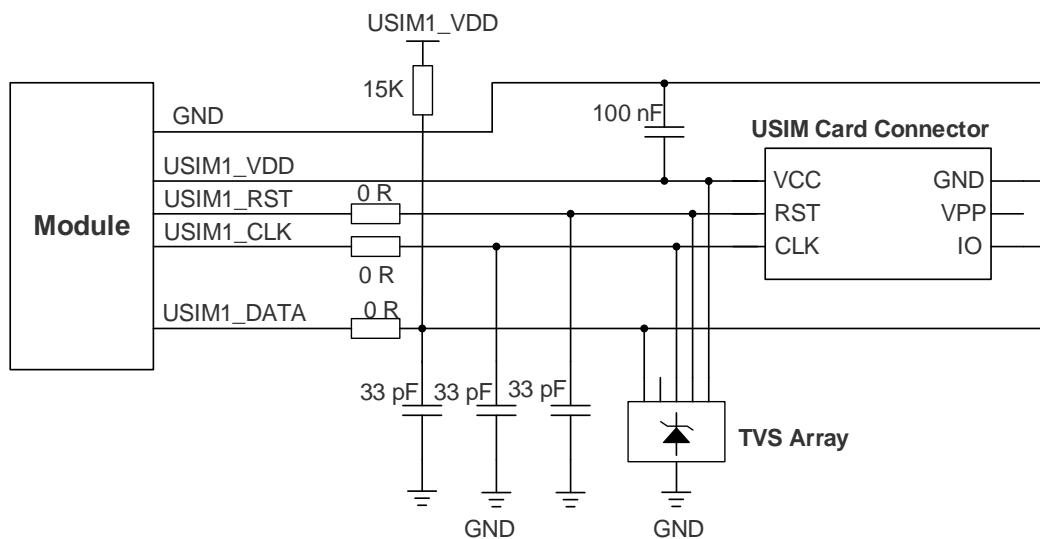 USIM1_VDD
15K
GND
100 nF
USIM Card Connector
Module
USIM1_VDD
USIM1_RST
0 R
USIM1_CLK
0 R
USIM1_DATA
0 R
VCC
GND
RST
VPP
CLK
IO
33 pF
33 pF
33 pF
TVS Array
GND
GND